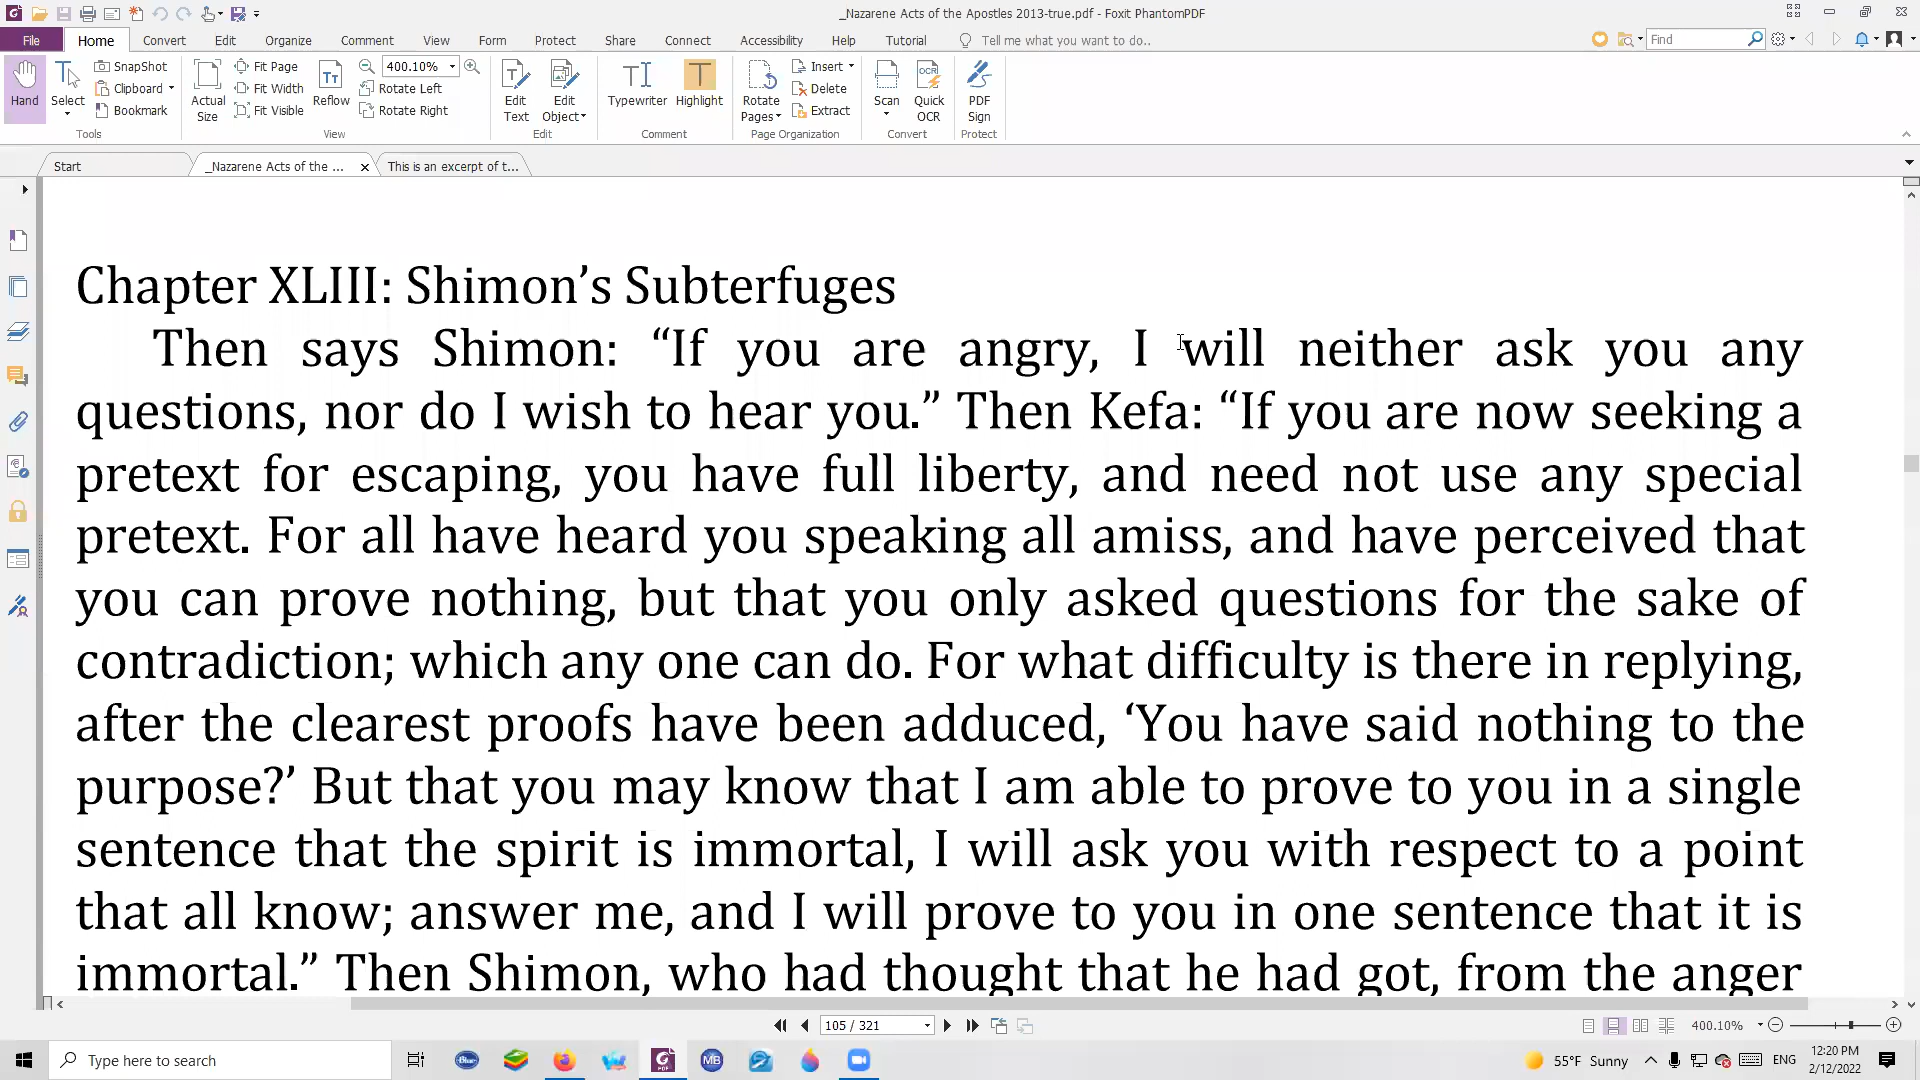 _Nazarene Acts of the Apostles 2013-true.pdf - Foxit PhantomPDF
File Home Convert Edit Organize Comment View Form Protect Share Connect Accessibility Help Tutorial Tell me what you want to do.. Find
Hand
Select
SnapShot
Clipboard
Bookmark
Tools
Actual Size
Fit Page
Fit Width
Fit Visible
Reflow
400.10%
Rotate Left
Rotate Right
View
Edit Text
Edit Object
Edit
Typewriter
Highlight
Comment
Rotate Pages
Insert
Delete
Extract
Page Organization
Scan
Quick OCR
Convert
PDF Sign
Protect
Start _Nazarene Acts of the ... This is an excerpt of t...
Chapter XLIII: Shimon’s Subterfuges
Then says Shimon: “If you are angry, I will neither ask you any
questions, nor do I wish to hear you.” Then Kefa: “If you are now seeking a
pretext for escaping, you have full liberty, and need not use any special
pretext. For all have heard you speaking all amiss, and have perceived that
you can prove nothing, but that you only asked questions for the sake of
contradiction; which any one can do. For what difficulty is there in replying,
after the clearest proofs have been adduced, ‘You have said nothing to the
purpose?’ But that you may know that I am able to prove to you in a single
sentence that the spirit is immortal, I will ask you with respect to a point
that all know; answer me, and I will prove to you in one sentence that it is
immortal.” Then Shimon, who had thought that he had got, from the anger
105 / 321
400.10%
Type here to search
55°F Sunny
ENG
12:20 PM
2/12/2022